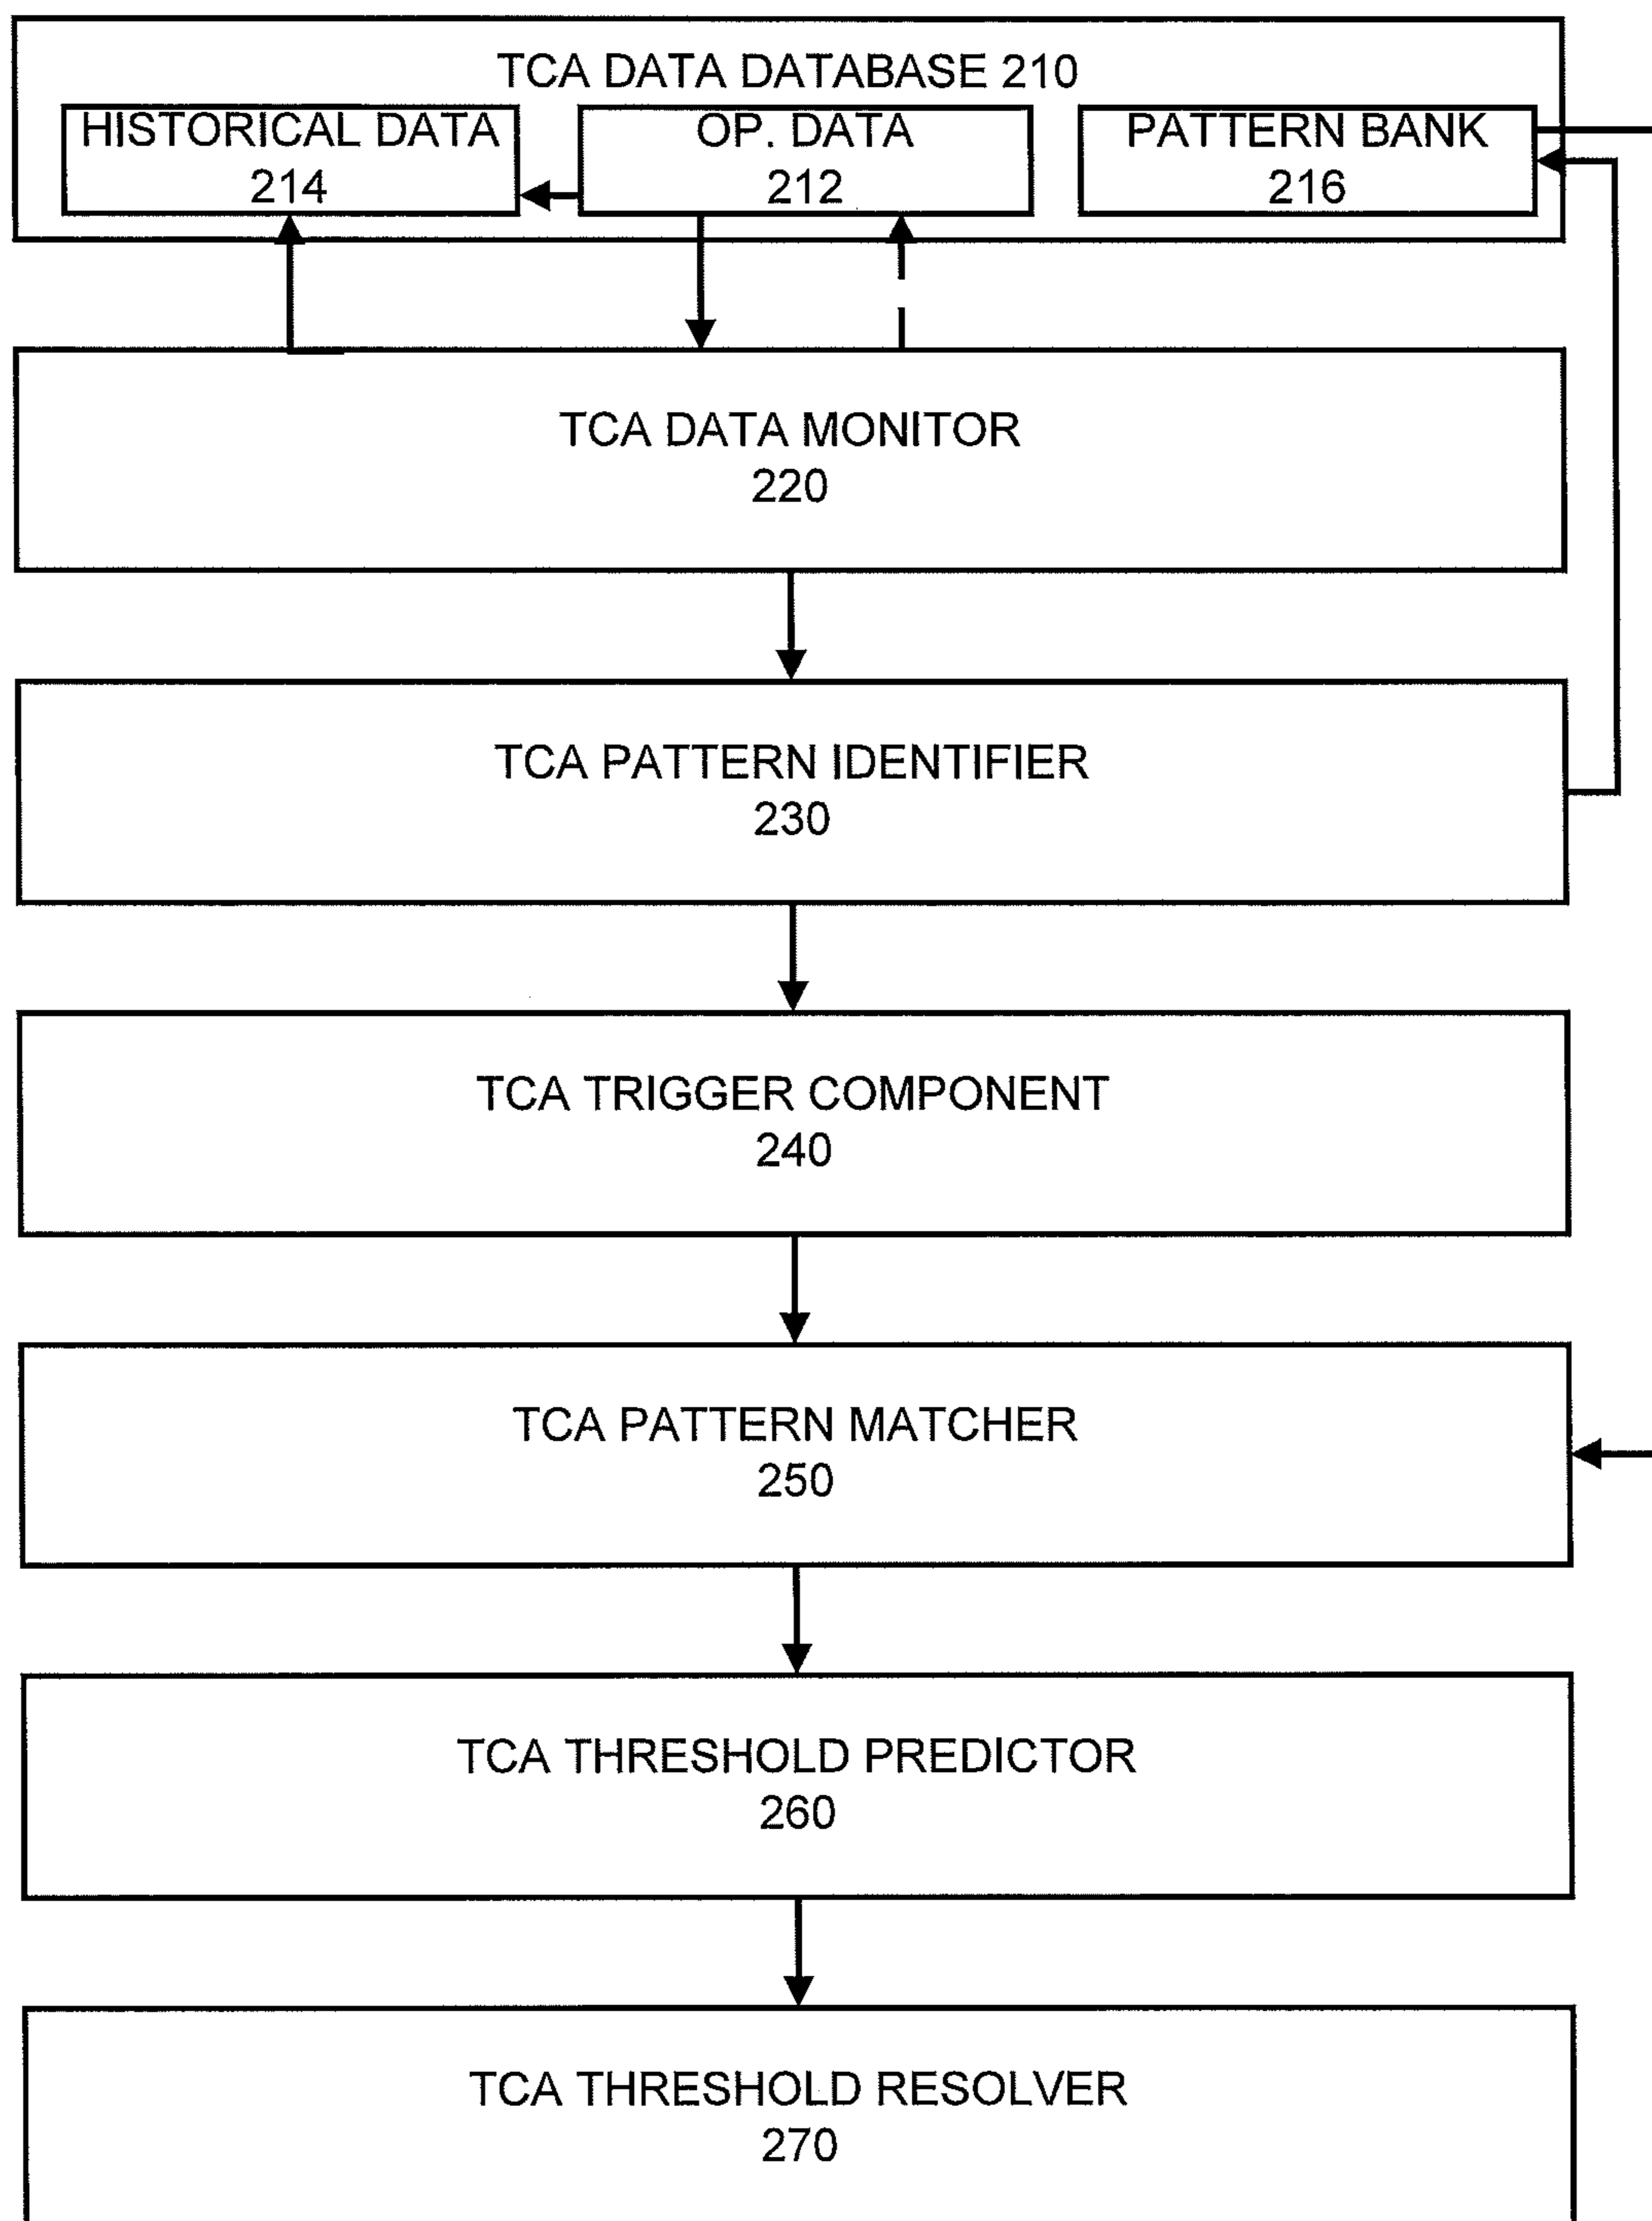 TCA DATA DATABASE 210
HISTORICAL DATA
214
OP. DATA
212
PATTERN BANK
216
TCA DATA MONITOR
220
TCA PATTERN IDENTIFIER
230
TCA TRIGGER COMPONENT
240
TCA PATTERN MATCHER
250
TCA THRESHOLD PREDICTOR
260
TCA THRESHOLD RESOLVER
270